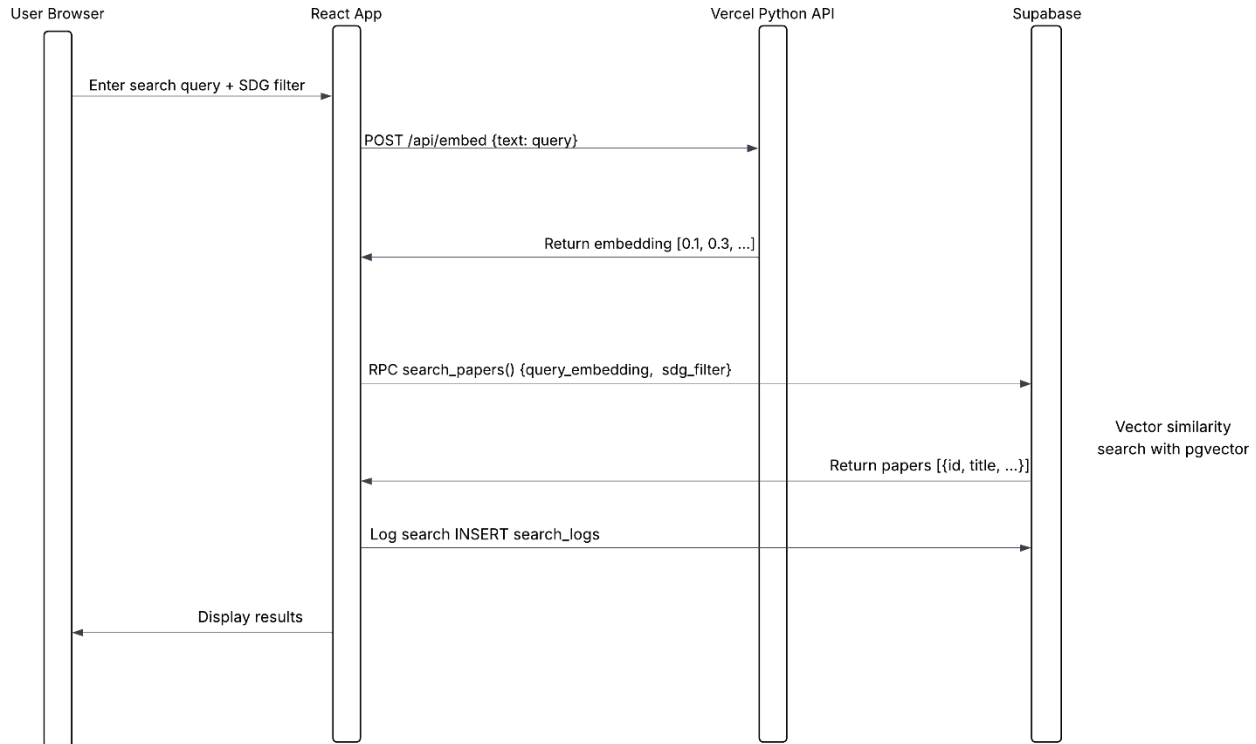 User Browser
React App
Vercel Python API
Supabase
Enter search query + SDG filter
POST /api/embed {text: query}
Return embedding [0.1, 0.3, ...]
RPC search_papers() {query_embedding,  sdg_filter}
Vector similarity
search with pgvector
Return papers [{id, title, ...}]
Log search INSERT search_logs
Display results